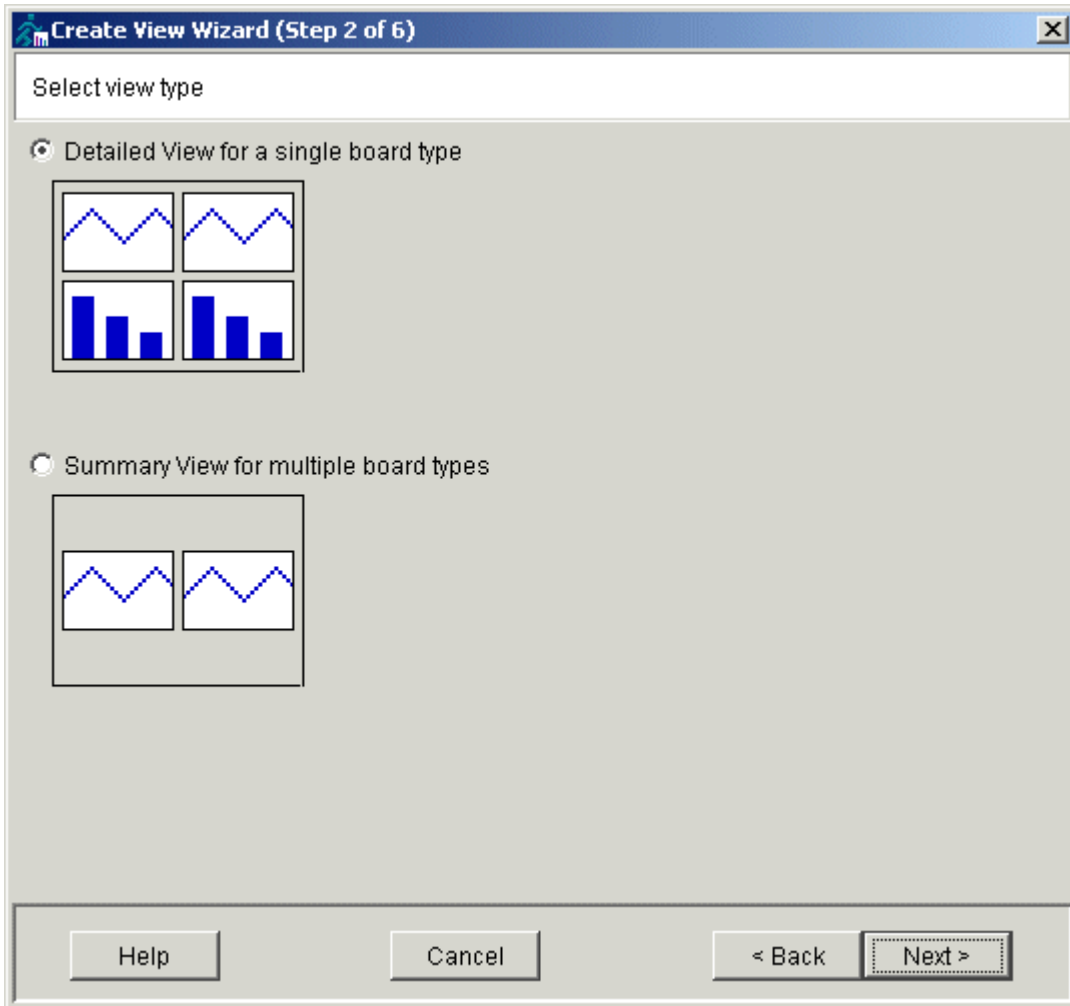 Create View Wizard (Step 2 of 6)
Select view type
Detailed View for a single board type
Summary View for multiple board types
Help
Cancel
< Back
Next >